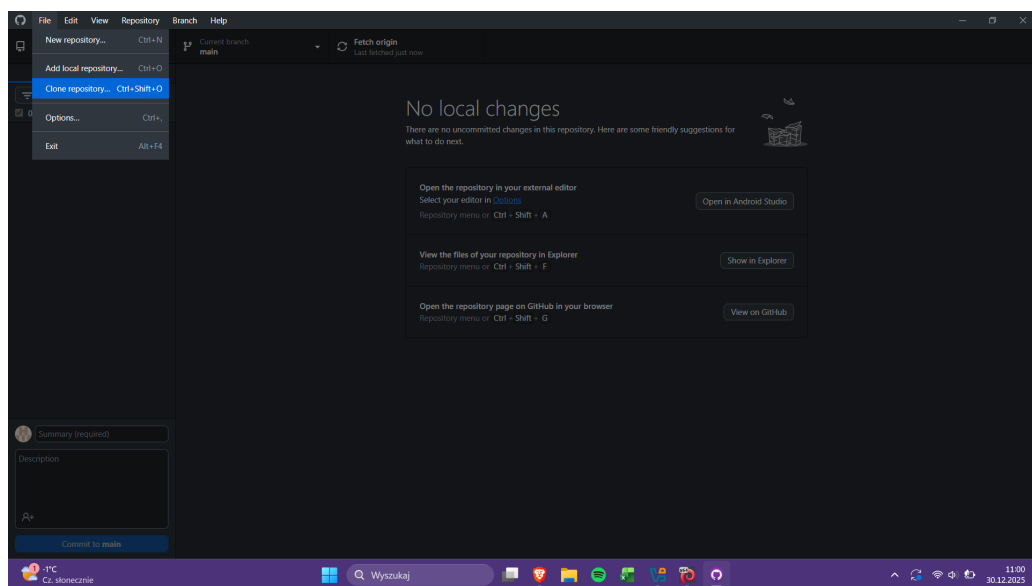 File Edit View Repository Branch Help
New repository... Ctrl+N
Add local repository... Ctrl+O
Clone repository... Ctrl+Shift+O
Options... Ctrl+,
Exit Alt+F4
Current branch
main
Fetch origin
Last fetched just now
0
No local changes
There are no uncommitted changes in this repository. Here are some friendly suggestions for
what to do next.
Open the repository in your external editor
Select your editor in Options
Repository menu or Ctrl + Shift + A
Open in Android Studio
View the files of your repository in Explorer
Repository menu or Ctrl + Shift + F
Show in Explorer
Open the repository page on GitHub in your browser
Repository menu or Ctrl + Shift + G
View on GitHub
Summary (required)
Description
Commit to main
1
-1°C
Cz. słonecznie
Wyszukaj
11:00